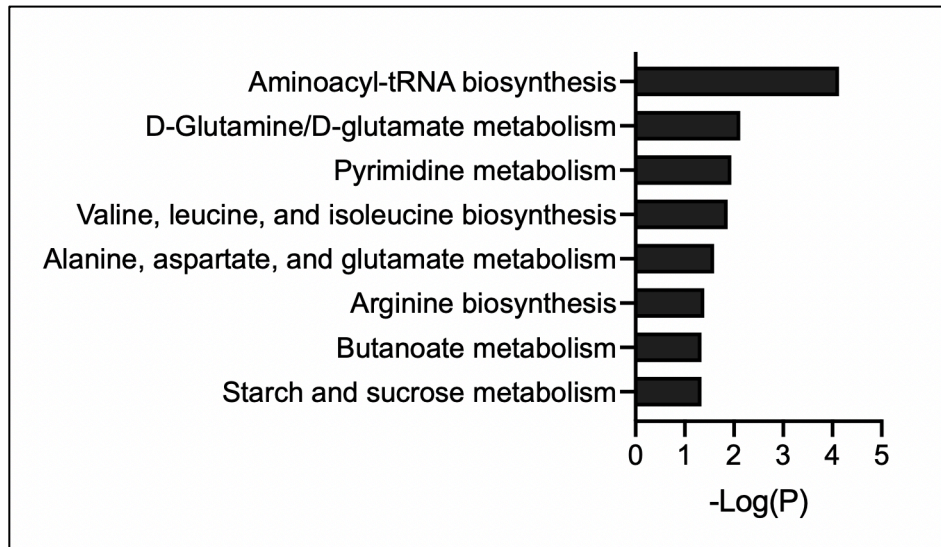 Aminoacyl-tRNA biosynthesis
D-Glutamine/D-glutamate metabolism
Pyrimidine metabolism
Valine, leucine, and isoleucine biosynthesis
Alanine, aspartate, and glutamate metabolism
Arginine biosynthesis
Butanoate metabolism
Starch and sucrose metabolism
0 1 2 3 4 5
-Log(P)